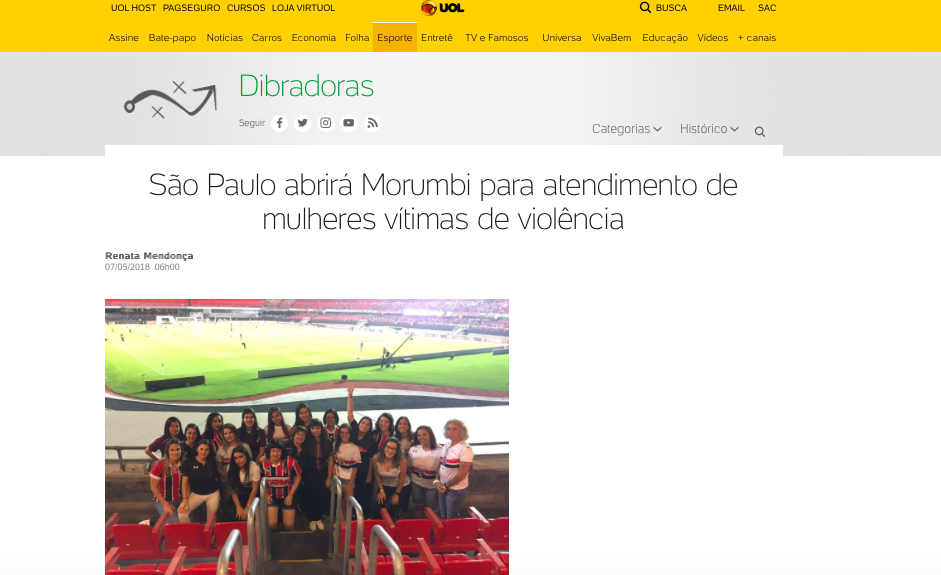 UOL HOST PAGSEGURO CURSOS LOJA VIRTUOL
UOL
BUSCA EMAIL SAC
Assine Bate-papo Notícias Carros Economia Folha Esporte Entretê TV e Famosos Universa VivaBem Educação Vídeos + canais
Dibradoras
Seguir
Categorias Histórico
São Paulo abrirá Morumbi para atendimento de
mulheres vítimas de violência
Renata Mendonça
07/05/2018 06h00